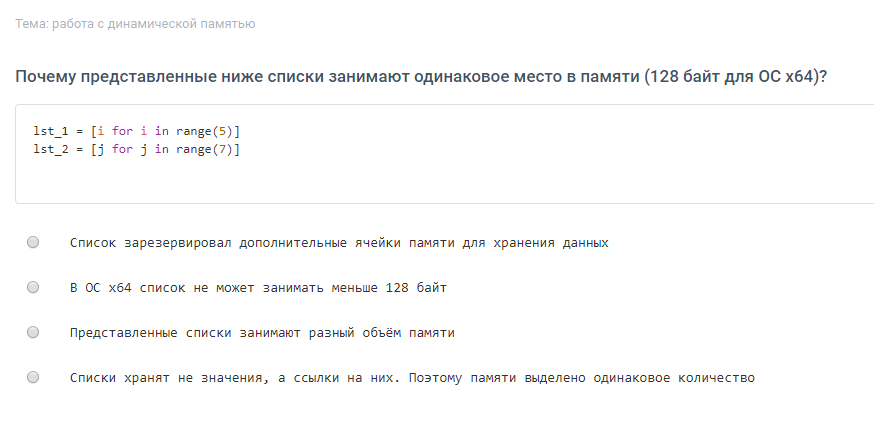 Тема: работа с динамической памятью
Почему представленные ниже списки занимают одинаковое место в памяти (128 байт для ОС x64)?
lst_1 = [i for i in range(5)]
lst_2 = [j for j in range(7)]
Список зарезервировал дополнительные ячейки памяти для хранения данных
В ОС x64 список не может занимать меньше 128 байт
Представленные списки занимают разный объём памяти
Списки хранят не значения, а ссылки на них. Поэтому памяти выделено одинаковое количество